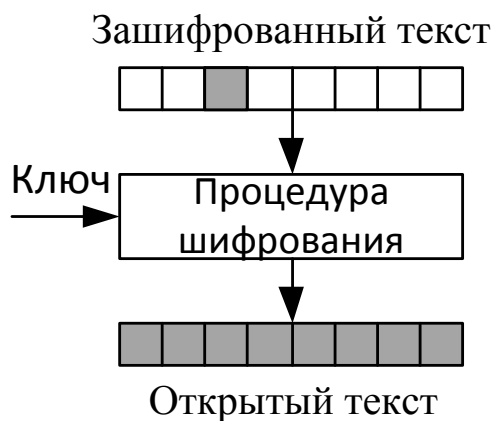 Зашифрованный текст
Ключ
Процедура
шифрования
Открытый текст